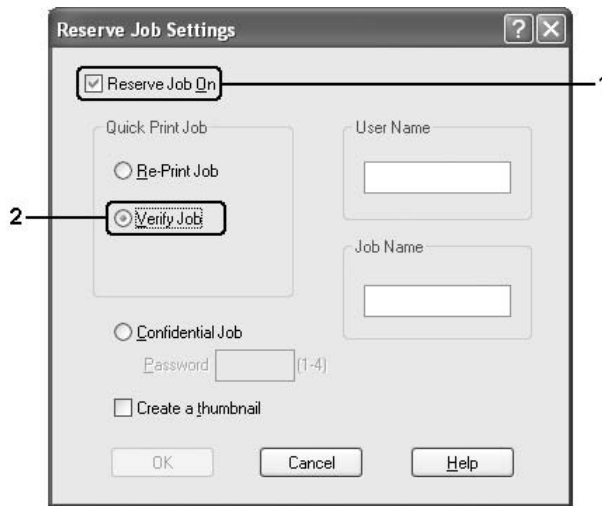 Reserve Job Settings
Reserve Job On
1
Quick Print Job
User Name
Re-Print Job
2
Verify Job
Job Name
Confidential Job
Password
(1-4)
Create a thumbnail
OK
Cancel
Help